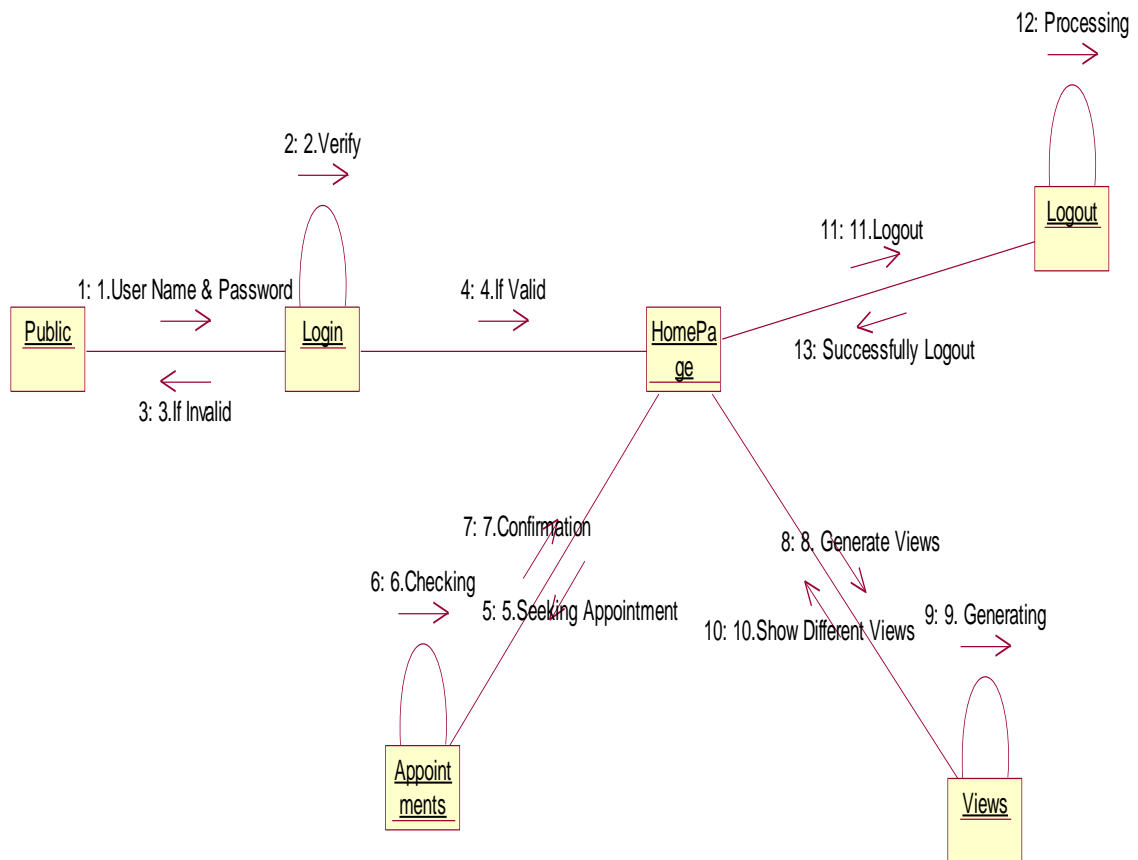 12: Processing
2: 2.Verify
Logout
11: 11.Logout
1: 1.User Name & Password
4: 4.If Valid
Public
Login
HomePa
ge
13: Successfully Logout
3: 3.If Invalid
7: 7.Confirmation
8: 8. Generate Views
6: 6.Checking
5: 5.Seeking Appointment
9: 9. Generating
10: 10.Show Different Views
Appoint
ments
Views